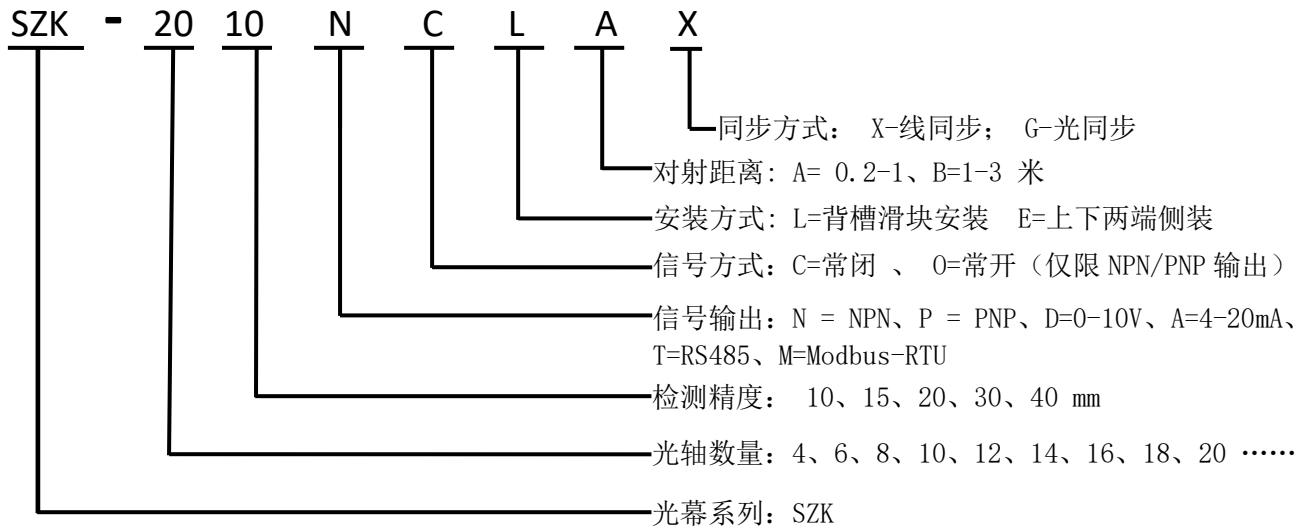 SZK - 20 10 N C L A X
同步方式： X-线同步； G-光同步
对射距离：A= 0.2-1、B=1-3 米
安装方式：L=背槽滑块安装 E=上下两端侧装
信号方式：C=常闭 、 O=常开（仅限 NPN/PNP 输出）
信号输出：N = NPN、P = PNP、D=0-10V、A=4-20mA、
T=RS485、M=Modbus-RTU
检测精度： 10、15、20、30、40 mm
光轴数量：4、6、8、10、12、14、16、18、20 ……
光幕系列：SZK